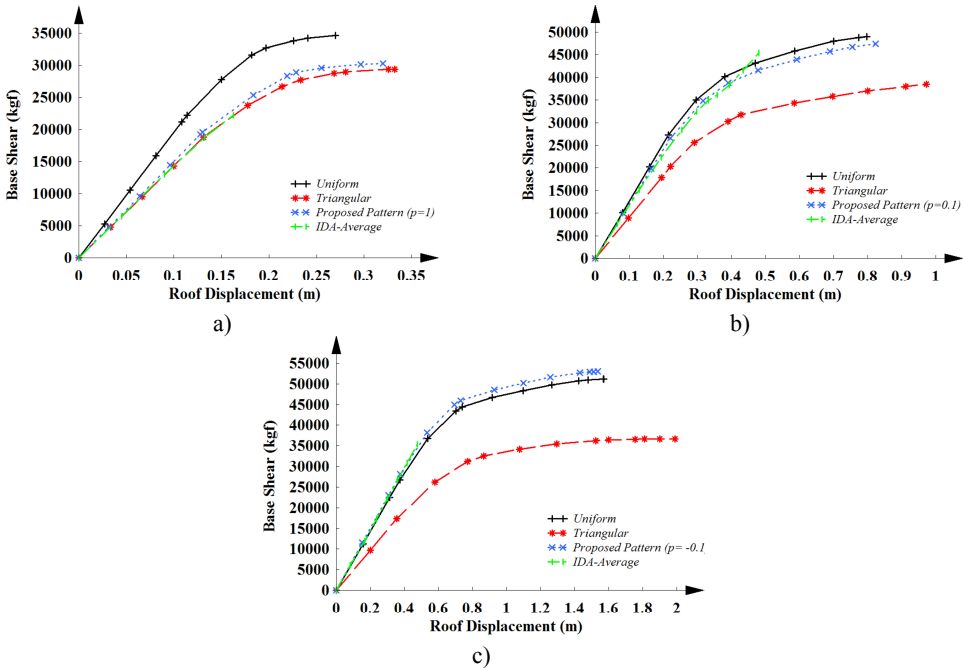 35000
30000
25000
20000
15000
10000
5000
0
Base Shear (kgf)
Uniform
Triangular
Proposed Pattern (p=1)
IDA-Average
0 0.05 0.1 0.15 0.2 0.25 0.3 0.35
Roof Displacement (m)
a)
50000
45000
40000
35000
30000
25000
20000
15000
10000
5000
0
Base Shear (kgf)
Uniform
Triangular
Proposed Pattern (p=0.1)
IDA-Average
0 0.1 0.2 0.3 0.4 0.5 0.6 0.7 0.8 0.9 1
Roof Displacement (m)
b)
55000
50000
45000
40000
35000
30000
25000
20000
15000
10000
5000
0
Base Shear (kgf)
Uniform
Triangular
Proposed Pattern (p= -0.1
IDA-Average
0 0.2 0.4 0.6 0.8 1 1.2 1.4 1.6 1.8 2
Roof Displacement (m)
c)